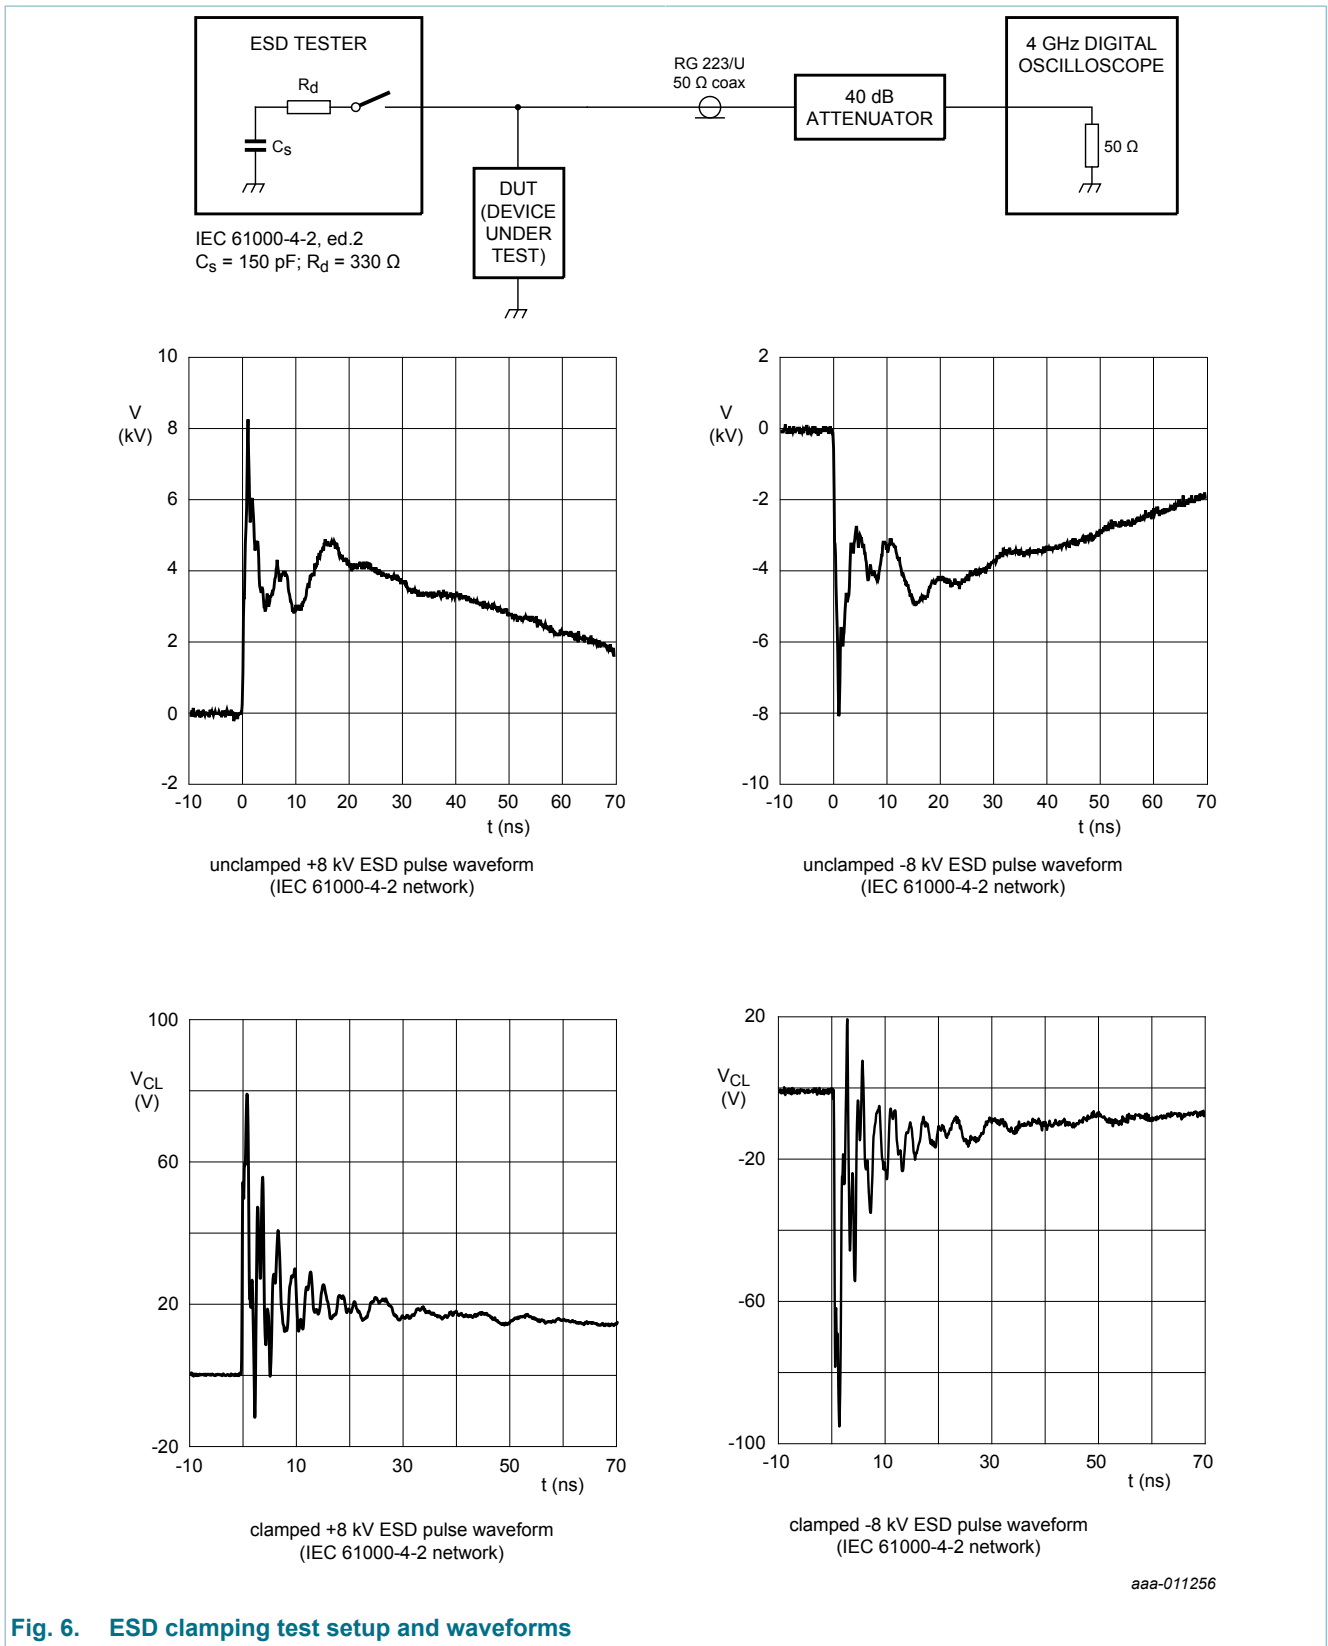 ESD TESTER
Rd
Cs
IEC 61000-4-2, ed.2
Cs = 150 pF; Rd = 330 Ω
DUT
(DEVICE
UNDER
TEST)
RG 223/U
50 Ω coax
40 dB
ATTENUATOR
4 GHz DIGITAL
OSCILLOSCOPE
50 Ω
10
8
6
4
2
0
-2
V
(kV)
-10 0 10 20 30 40 50 60 70
t (ns)
unclamped +8 kV ESD pulse waveform
(IEC 61000-4-2 network)
2
0
-2
-4
-6
-8
-10
V
(kV)
-10 0 10 20 30 40 50 60 70
t (ns)
unclamped -8 kV ESD pulse waveform
(IEC 61000-4-2 network)
100
60
20
-20
VCL
(V)
-10 10 30 50 70
t (ns)
clamped +8 kV ESD pulse waveform
(IEC 61000-4-2 network)
20
-20
-60
-100
VCL
(V)
-10 10 30 50 70
t (ns)
clamped -8 kV ESD pulse waveform
(IEC 61000-4-2 network)
aaa-011256
Fig. 6. ESD clamping test setup and waveforms